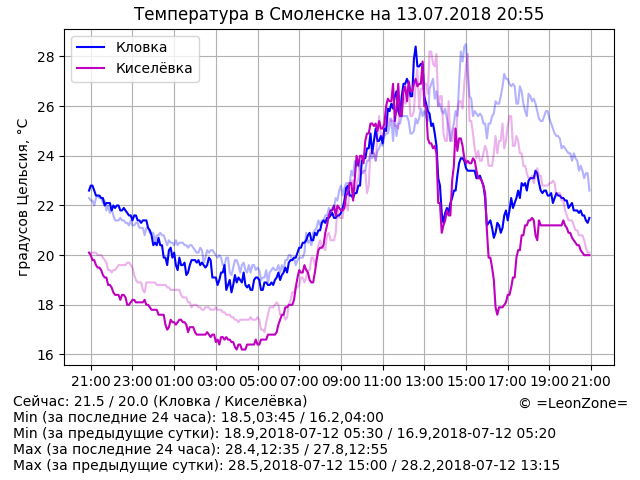 Температура в Смоленске на 13.07.2018 20:55
Кловка
Киселёвка
градусов Цельсия, °C
28
26
24
22
20
18
16
21:00 23:00 01:00 03:00 05:00 07:00 09:00 11:00 13:00 15:00 17:00 19:00 21:00
Сейчас: 21.5 / 20.0 (Кловка / Киселёвка)
© =LeonZone=
Min (за последние 24 часа): 18.5,03:45 / 16.2,04:00
Min (за предыдущие сутки): 18.9,2018-07-12 05:30 / 16.9,2018-07-12 05:20
Max (за последние 24 часа): 28.4,12:35 / 27.8,12:55
Max (за предыдущие сутки): 28.5,2018-07-12 15:00 / 28.2,2018-07-12 13:15